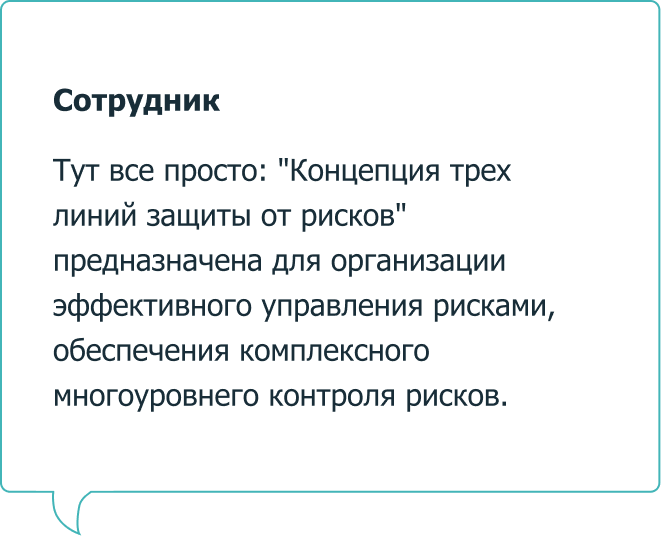 Сотрудник
Тут все просто: "Концепция трех
линий защиты от рисков"
предназначена для организации
эффективного управления рисками,
обеспечения комплексного
многоуровнего контроля рисков.